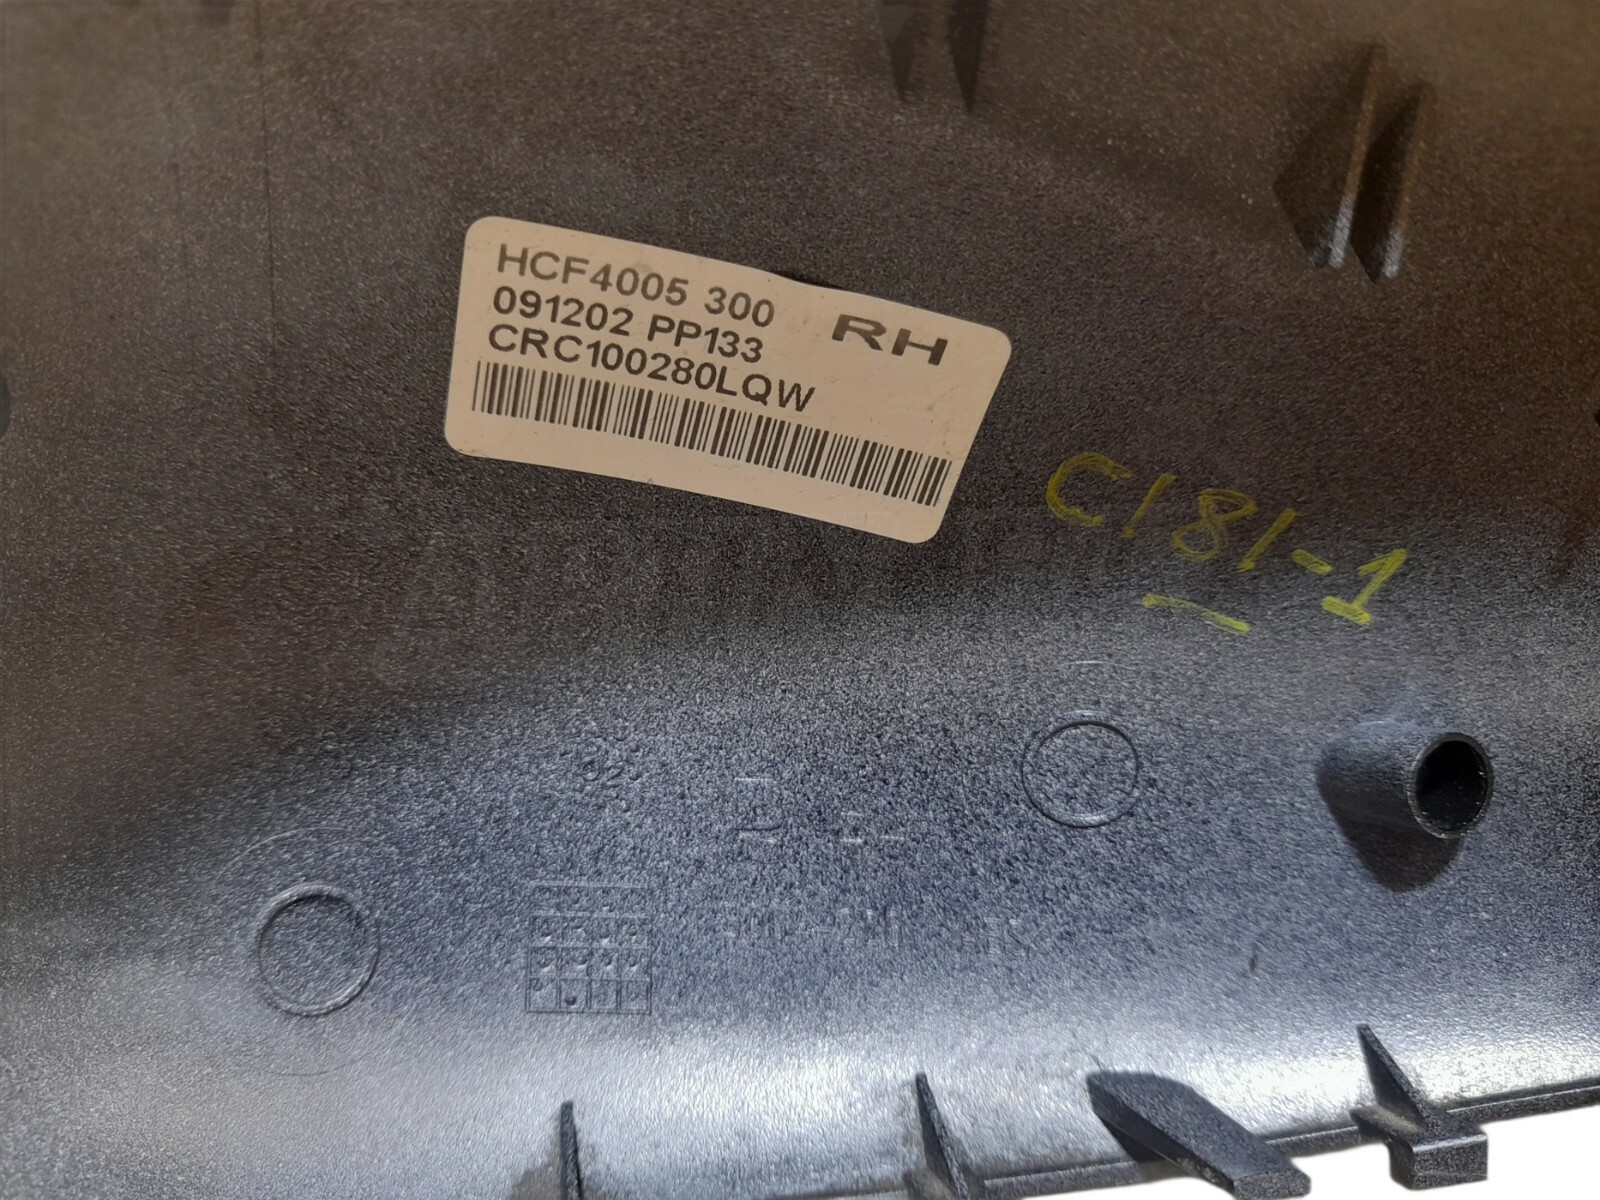 HCF4005 300
RH
091202 PP133
CRC100280LQW
C181-1